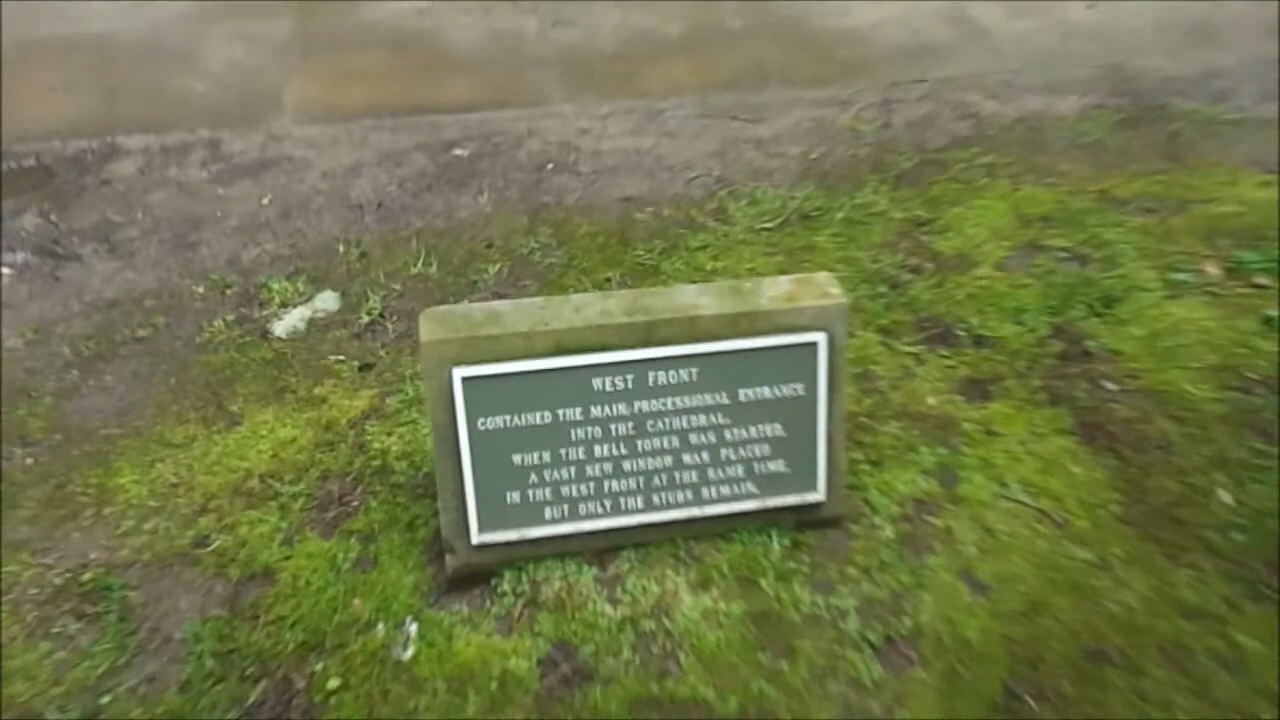 WEST FRONT
CONTAINED THE MAIN/PROCESSIONAL ENTRANCE
INTO THE CATHEDRAL.
WHEN THE BELL TOWER WAS STARTED,
A VAST NEW WINDOW WAS PLACED
IN THE WEST FRONT AT THE SAME TIME,
BUT ONLY THE STUBS REMAIN.